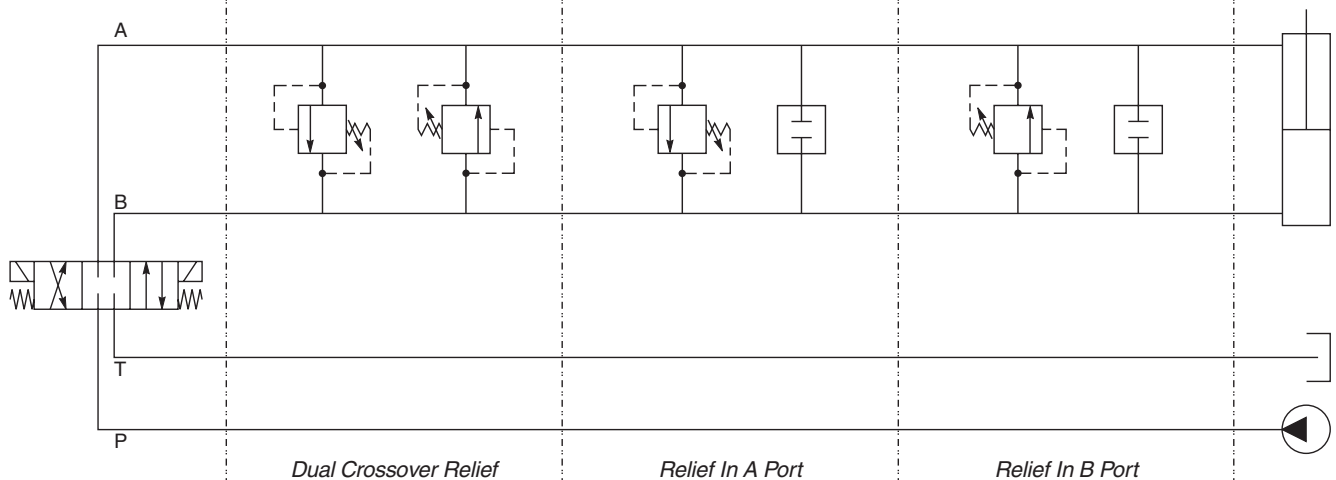 A
B
T
P
Dual Crossover Relief
Relief In A Port
Relief In B Port